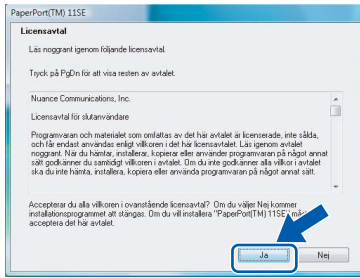 PaperPort(TM) 11SE
Licensavtal
Läs noggrant igenom följande licensavtal.
Tryck på PgDn för att visa resten av avtalet.
Nuance Communications, Inc.
Licensavtal för slutanvändare
Programvaran och materialet som omfattas av det här avtalet är licenserade, inte sålda,
och får endast användas enligt villkoren i det här licensavtalet. Läs igenom avtalet
noggrant. När du hämtar, installerar, kopierar eller använder programvaran på något annat
sätt godkänner du samtidigt villkoren i avtalet. Om du inte godkänner alla villkor i avtalet
ska du inte hämta, installera, kopiera eller använda programvaran på något annat sätt.
Accepterar du alla villkoren i ovanstående licensavtal? Om du väljer Nej kommer
installationsprogrammet att stängas. Om du vill installera "PaperPort(TM) 11SE"
acceptera det här avtalet.
Ja
Nej